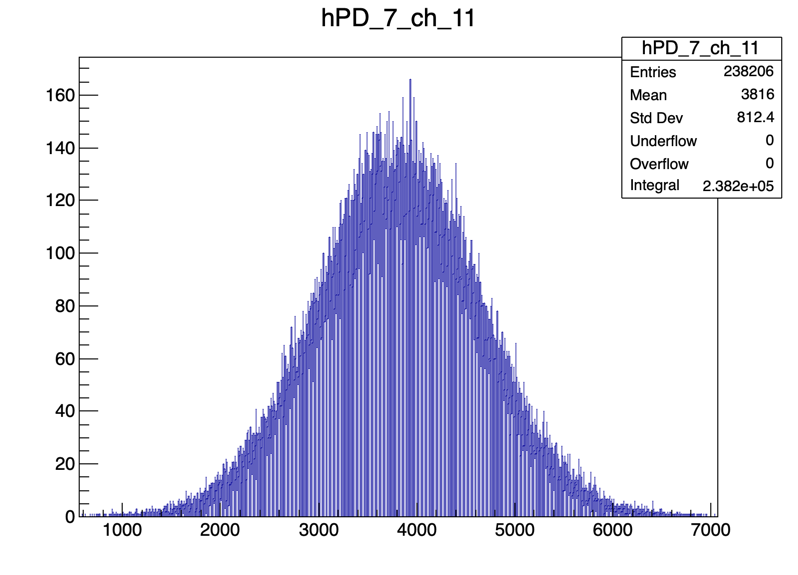 hPD_7_ch_11
hPD_7_ch_11
Entries 238206
Mean 3816
Std Dev 812.4
Underflow 0
Overflow 0
Integral 2.382e+05
160
140
120
100
80
60
40
20
0
1000 2000 3000 4000 5000 6000 7000